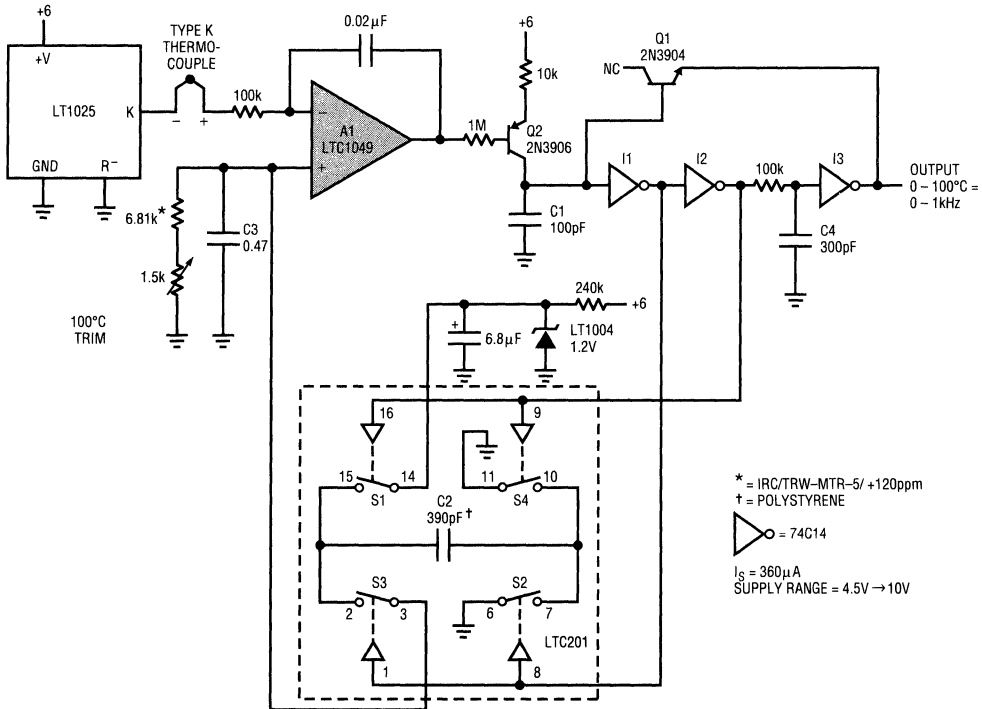 +6
+V
LT1025
K
GND
R⁻
TYPE K
THERMO-
COUPLE
- +
100k
0.02µF
-
A1
LTC1049
+
1M
+6
10k
Q2
2N3906
Q1
2N3904
NC
I1
I2
100k
I3
OUTPUT
0 – 100°C =
0 – 1kHz
C1
100pF
C4
300pF
6.81k*
1.5k
100°C
TRIM
C3
0.47
240k
+6
+
6.8µF
LT1004
1.2V
16
9
15
14
S1
11
10
S4
C2
390pF†
S3
2
3
S2
6
7
LTC201
1
8
* = IRC/TRW–MTR–5/ +120ppm
† = POLYSTYRENE
= 74C14
IS = 360µA
SUPPLY RANGE = 4.5V → 10V